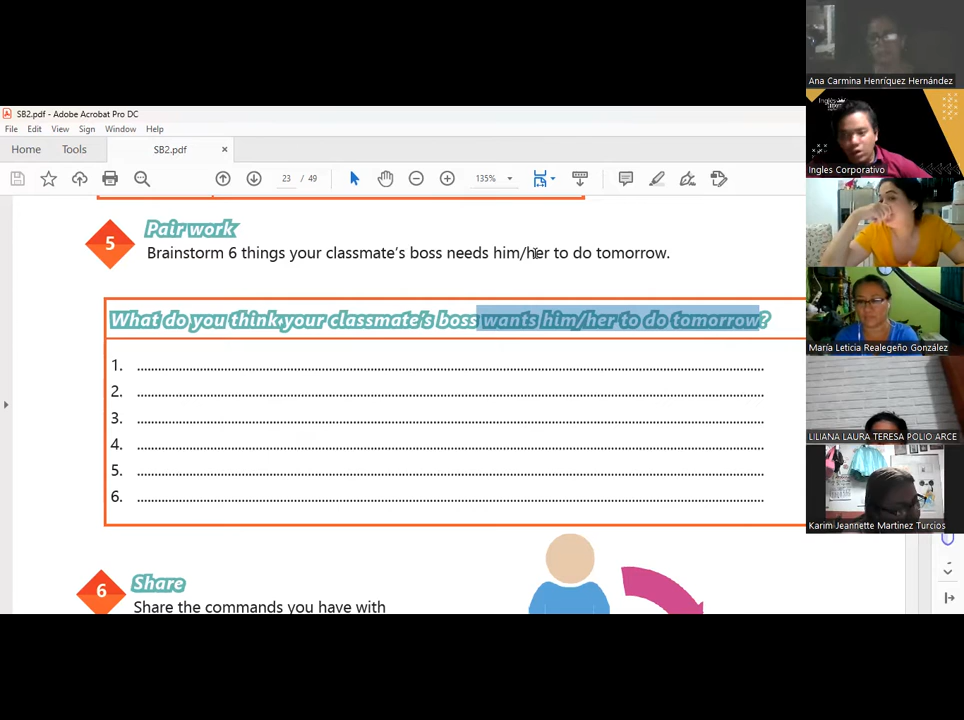 SB2.pdf - Adobe Acrobat Pro DC
File Edit View Sign Window Help
Home Tools SB2.pdf ×
23 / 49 135%
5 Pair work
Brainstorm 6 things your classmate's boss needs him/her to do tomorrow.
What do you think your classmate's boss wants him/her to do tomorrow?
1. ........................................
2. ........................................
3. ........................................
4. ........................................
5. ........................................
6. ........................................
6 Share
Share the commands you have with
Ana Carmina Henríquez Hernández
Ingles Corporativo
María Leticia Realegeño González
LILIANA LAURA TERESA POLIO ARCE
Karim Jeannette Martinez Turcios